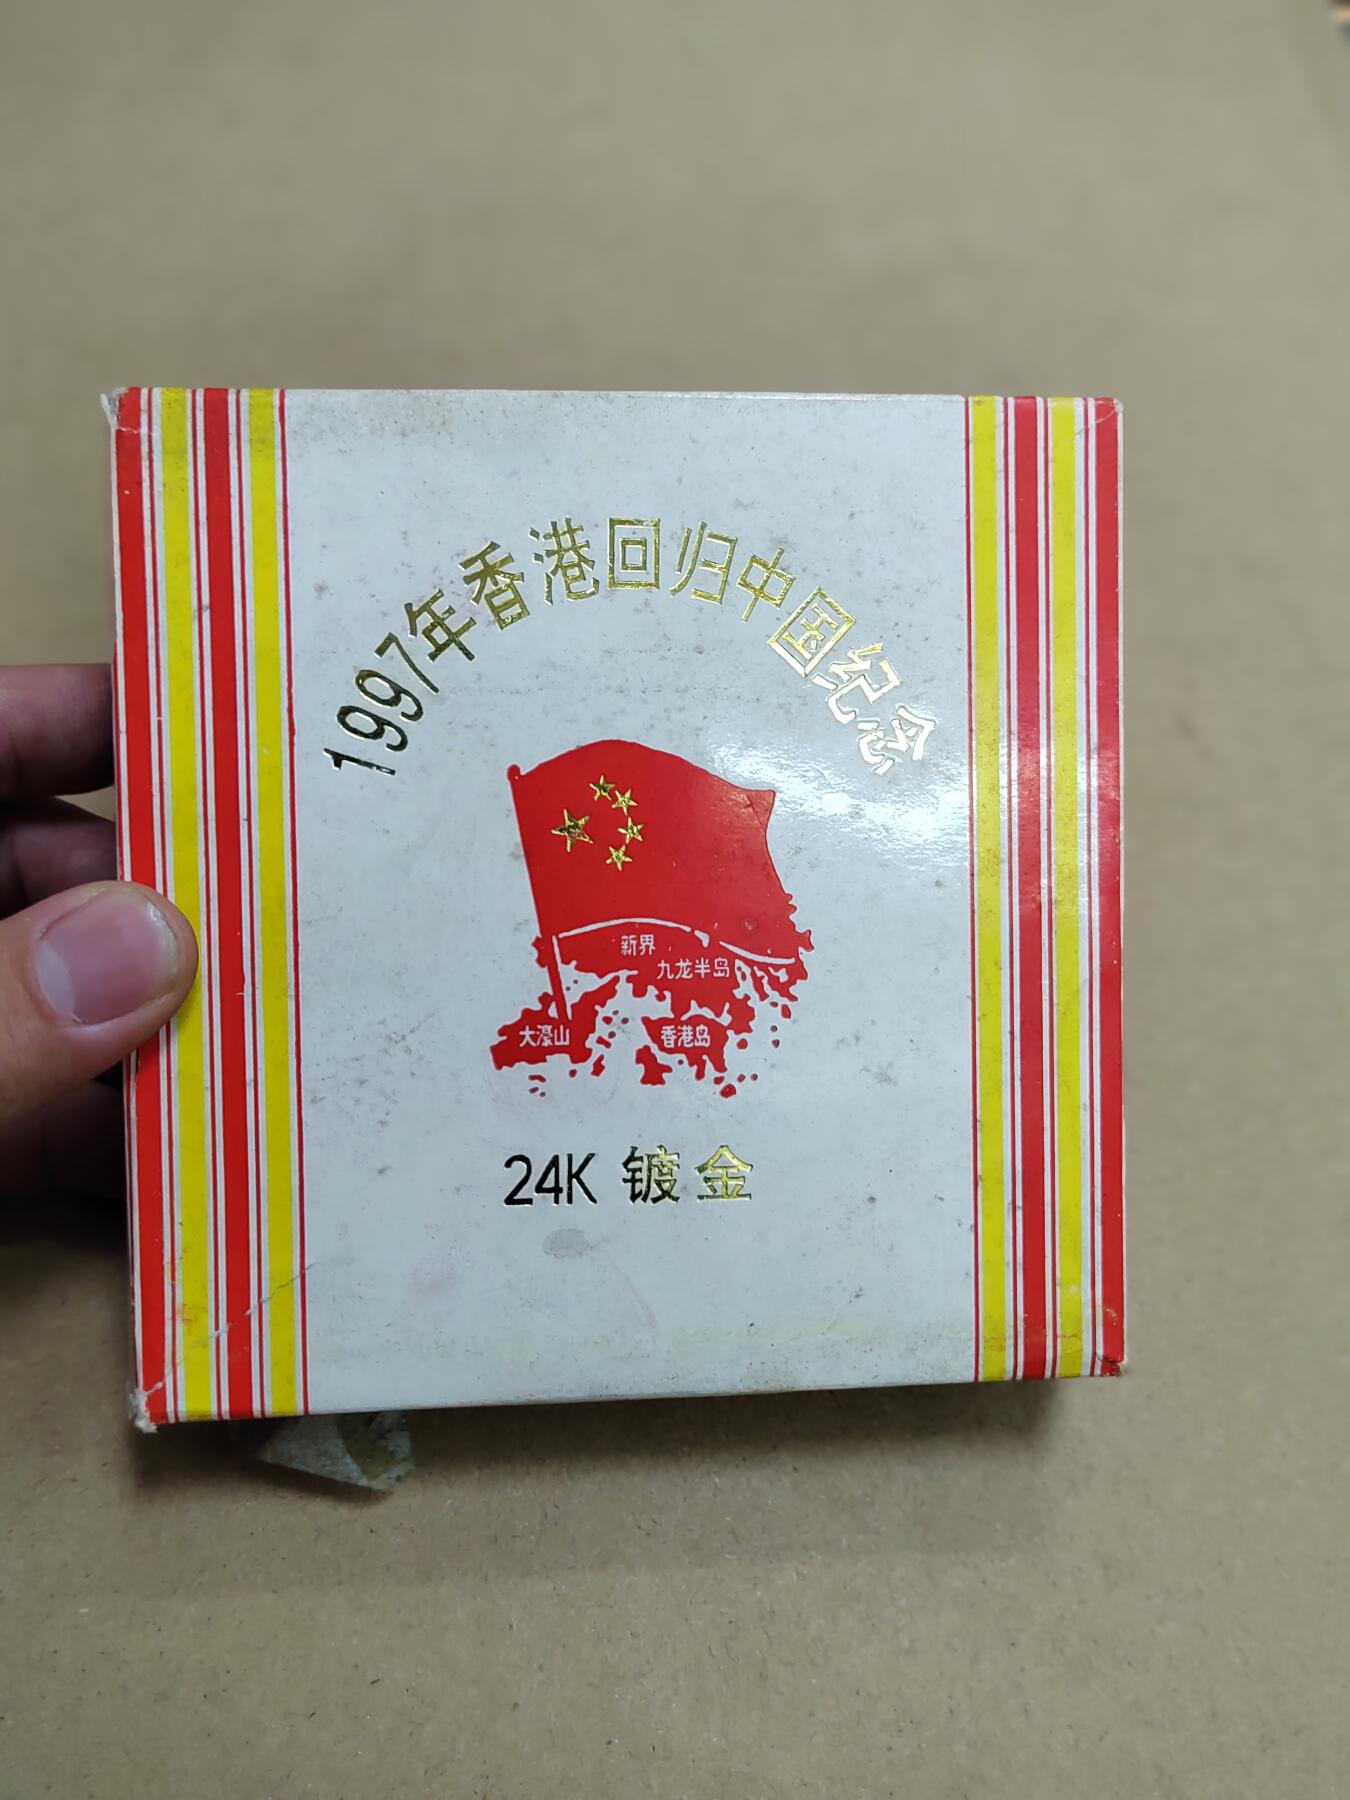 1997年香港回归中国纪念
新界
九龙半岛
大濠山
香港岛
24K 镀金